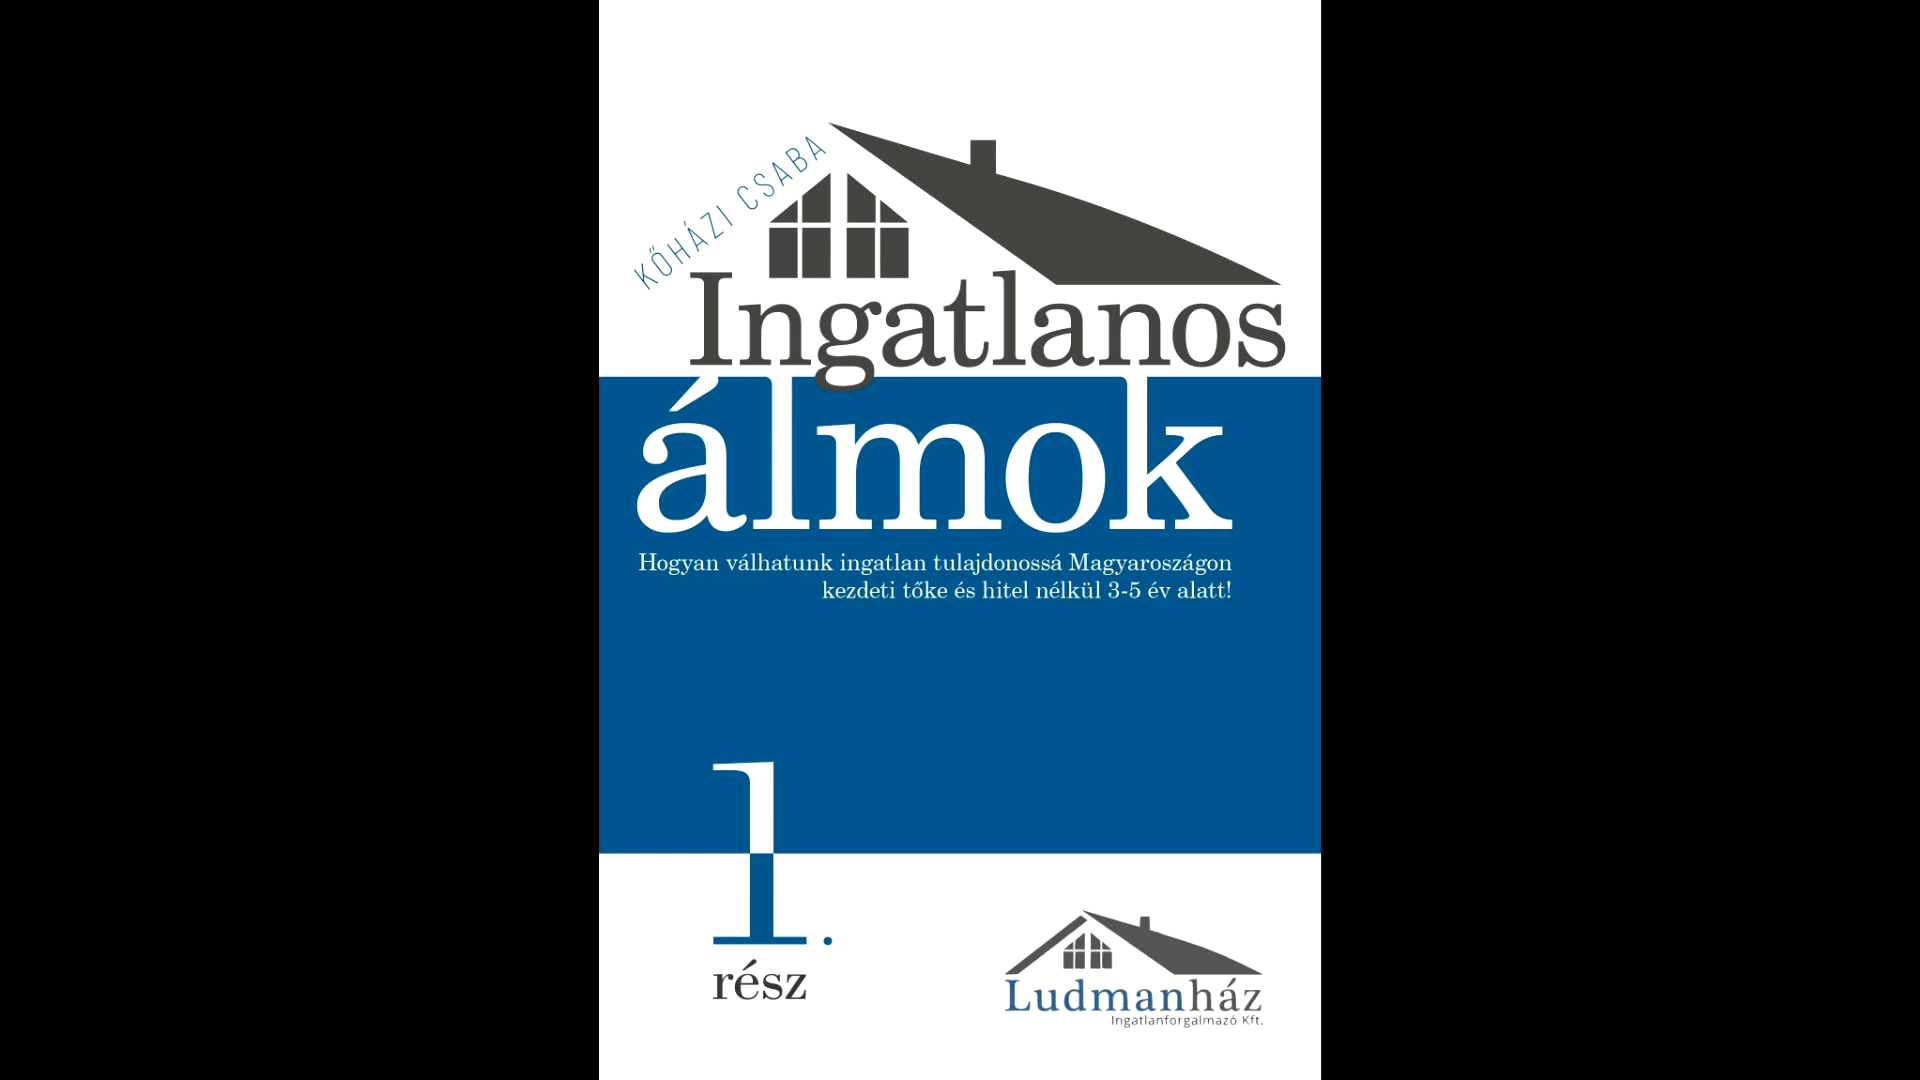 KŐHÁZI CSABA
Ingatlanos
álmok
Hogyan válhatunk ingatlan tulajdonossá Magyaroszágon
kezdeti tőke és hitel nélkül 3-5 év alatt!
1.
rész
Ludmanház
Ingatlanforgalmazó Kft.